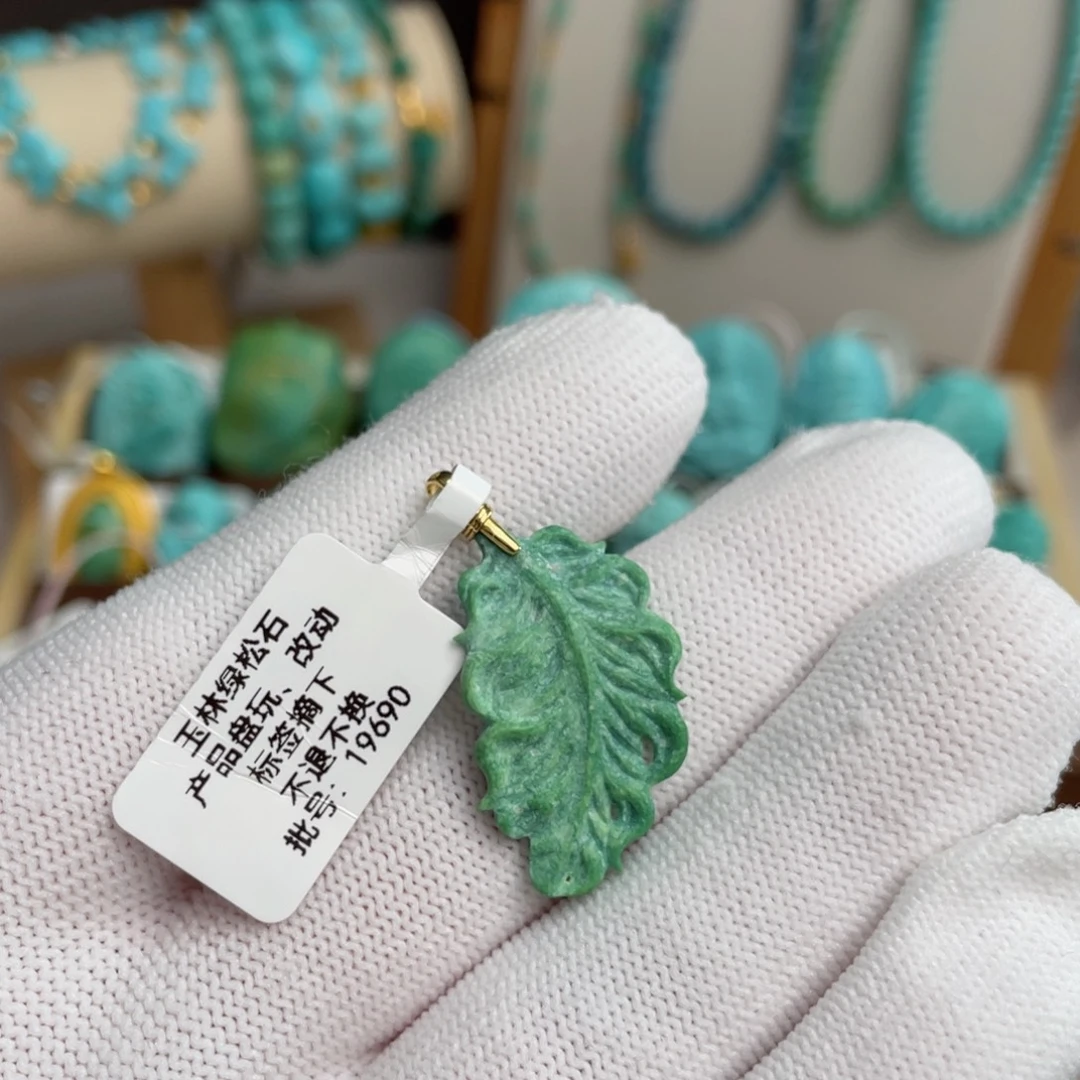 玉林绿松石
产品盘玩、改动
标签摘下
不退不换
批号：19690